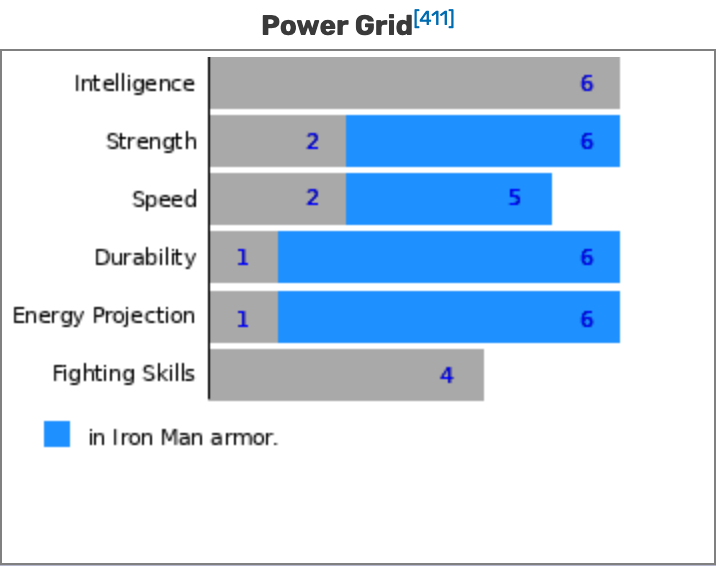 Power Grid[411]
Intelligence 6
Strength 2 6
Speed 2 5
Durability 1 6
Energy Projection 1 6
Fighting Skills 4
in Iron Man armor.